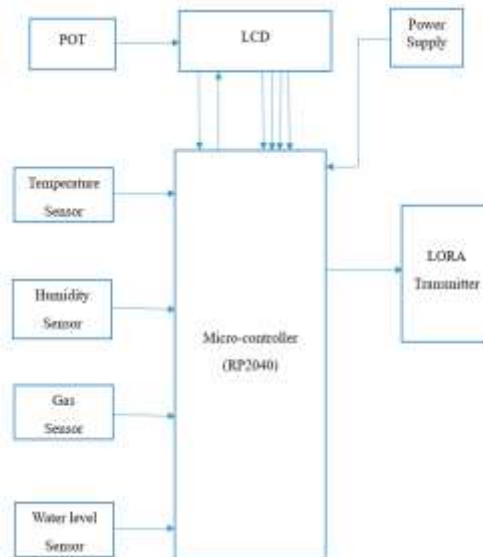 POT
LCD
Power
Supply
Temperature
Sensor
LORA
Transmitter
Humidity
Sensor
Micro-controller
(RP2040)
Gas
Sensor
Water level
Sensor